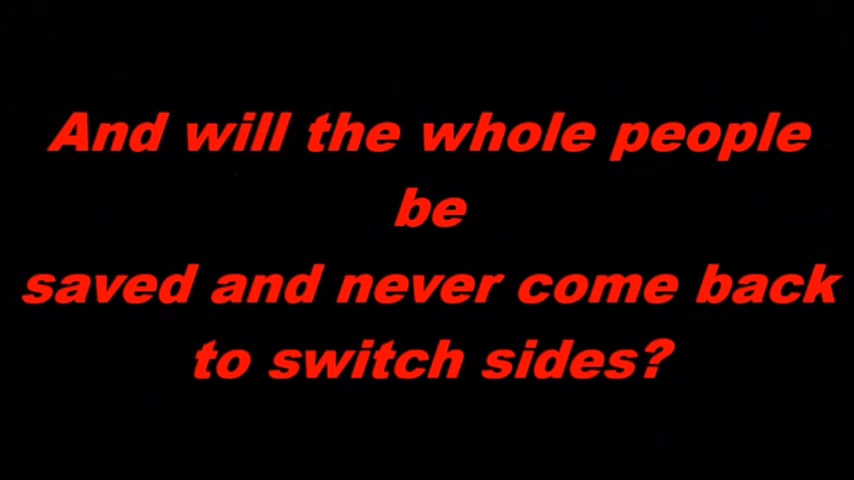 And will the whole people
be
saved and never come back
to switch sides?